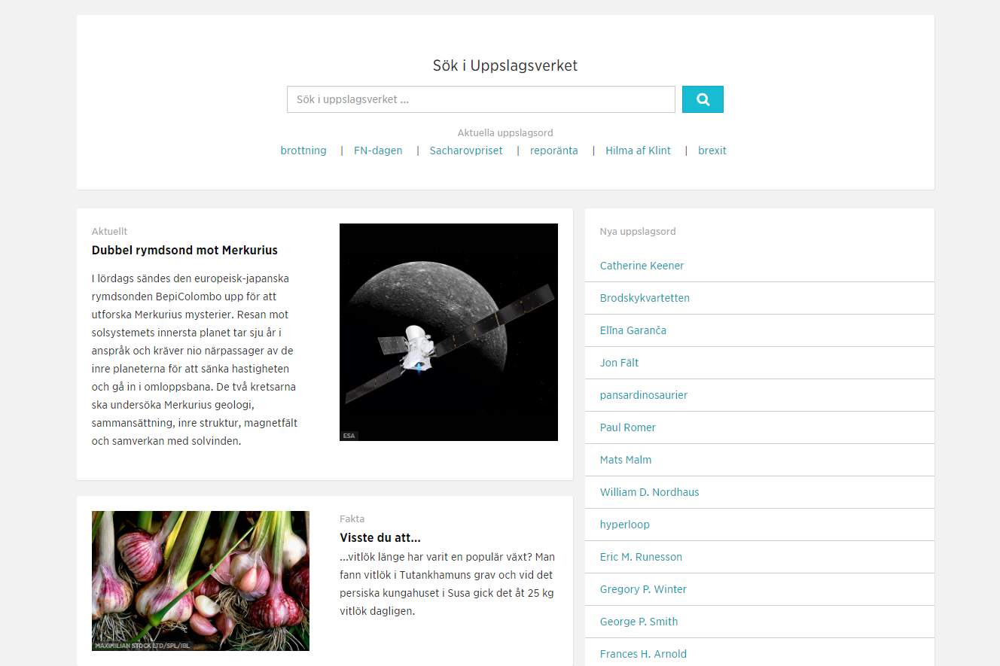 Sök i Uppslagsverket
Sök i uppslagsverket ...
Aktuella uppslagsord
brottning | FN-dagen | Sacharovpriset | reporänta | Hilma af Klint | brexit
Aktuellt
Dubbel rymdsond mot Merkurius
I lördags sändes den europeisk-japanska
rymdsonden BepiColombo upp för att
utforska Merkurius mysterier. Resan mot
solsystemets innersta planet tar sju år i
anspråk och kräver nio närpassager av de
inre planeterna för att sänka hastigheten
och gå in i omloppsbana. De två kretsarna
ska undersöka Merkurius geologi,
sammansättning, inre struktur, magnetfält
och samverkan med solvinden.
ESA
MAXIMILIAN STOCK LTD/SPL/IBL
Fakta
Visste du att...
...vitlök länge har varit en populär växt? Man
fann vitlök i Tutankhamuns grav och vid det
persiska kungahuset i Susa gick det åt 25 kg
vitlök dagligen.
Nya uppslagsord
Catherine Keener
Brodskykvartetten
Elīna Garanča
Jon Fält
pansardinosaurier
Paul Romer
Mats Malm
William D. Nordhaus
hyperloop
Eric M. Runesson
Gregory P. Winter
George P. Smith
Frances H. Arnold